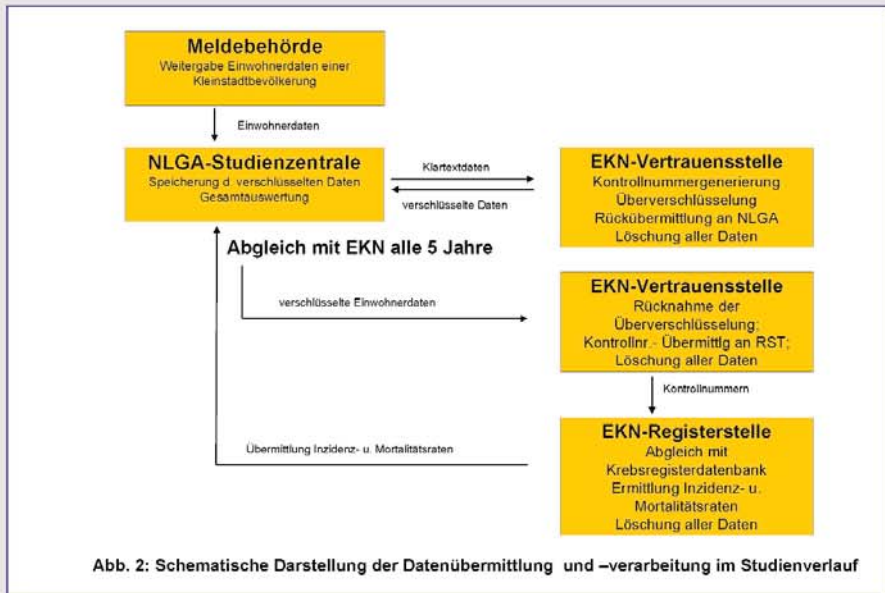 Meldebehörde
Weitergabe Einwohnerdaten einer
Kleinstadtbevölkerung
Einwohnerdaten
NLGA-Studienzentrale
Speicherung d. verschlüsselten Daten
Gesamtauswertung
Klartextdaten
verschlüsselte Daten
EKN-Vertrauensstelle
Kontrollnummergenerierung
Überverschlüsselung
Rückübermittlung an NLGA
Löschung aller Daten
Abgleich mit EKN alle 5 Jahre
verschlüsselte Einwohnerdaten
EKN-Vertrauensstelle
Rücknahme der
Überverschlüsselung;
Kontrollnr.- Übermittlg an RST;
Löschung aller Daten
Kontrollnummern
EKN-Registerstelle
Abgleich mit
Krebsregisterdatenbank
Ermittlung Inzidenz- u.
Mortalitätsraten
Löschung aller Daten
Übermittlung Inzidenz- u. Mortalitätsraten
Abb. 2: Schematische Darstellung der Datenübermittlung und –verarbeitung im Studienverlauf